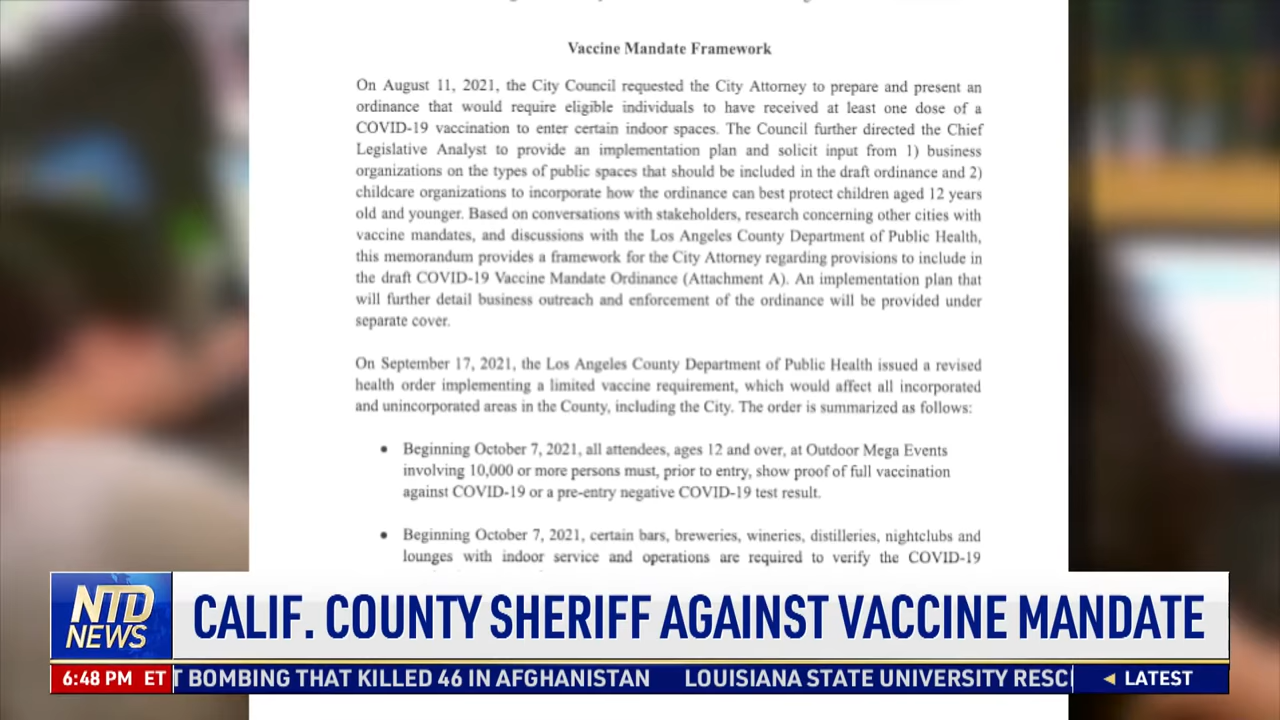 Vaccine Mandate Framework
On August 11, 2021, the City Council requested the City Attorney to prepare and present an
ordinance that would require eligible individuals to have received at least one dose of a
COVID-19 vaccination to enter certain indoor spaces. The Council further directed the Chief
Legislative Analyst to provide an implementation plan and solicit input from 1) business
organizations on the types of public spaces that should be included in the draft ordinance and 2)
childcare organizations to incorporate how the ordinance can best protect children aged 12 years
old and younger. Based on conversations with stakeholders, research concerning other cities with
vaccine mandates, and discussions with the Los Angeles County Department of Public Health,
this memorandum provides a framework for the City Attorney regarding provisions to include in
the draft COVID-19 Vaccine Mandate Ordinance (Attachment A). An implementation plan that
will further detail business outreach and enforcement of the ordinance will be provided under
separate cover.
On September 17, 2021, the Los Angeles County Department of Public Health issued a revised
health order implementing a limited vaccine requirement, which would affect all incorporated
and unincorporated areas in the County, including the City. The order is summarized as follows:
• Beginning October 7, 2021, all attendees, ages 12 and over, at Outdoor Mega Events
involving 10,000 or more persons must, prior to entry, show proof of full vaccination
against COVID-19 or a pre-entry negative COVID-19 test result.
• Beginning October 7, 2021, certain bars, breweries, wineries, distilleries, nightclubs and
lounges with indoor service and operations are required to verify the COVID-19
NTD
NEWS
CALIF. COUNTY SHERIFF AGAINST VACCINE MANDATE
6:48 PM ET T BOMBING THAT KILLED 46 IN AFGHANISTAN LOUISIANA STATE UNIVERSITY RESC ◄ LATEST